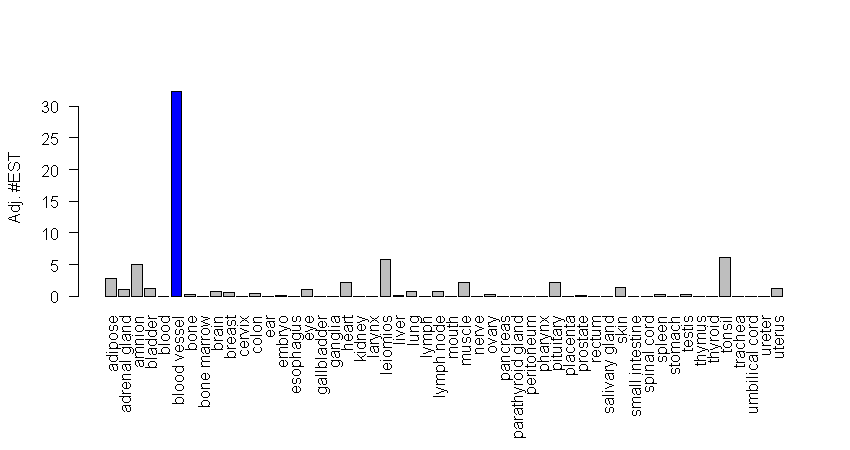 Adj. #EST
30
25
20
15
10
5
0
adipose
adrenal gland
amnion
bladder
blood
blood vessel
bone
bone marrow
brain
breast
cervix
colon
ear
embryo
esophagus
eye
gallbladder
ganglia
heart
kidney
larynx
leiomios
liver
lung
lymph
lymph node
mouth
muscle
nerve
ovary
pancreas
parathyroid gland
peritoneum
pharynx
pituitary
placenta
prostate
rectum
salivary gland
skin
small intestine
spinal cord
spleen
stomach
testis
thymus
thyroid
tonsil
trachea
umbilical cord
ureter
uterus